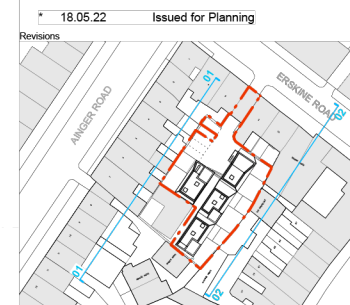 * 18.05.22 Issued for Planning
Revisions
01
ERSKINE ROAD
02
AINGER ROAD
01
02